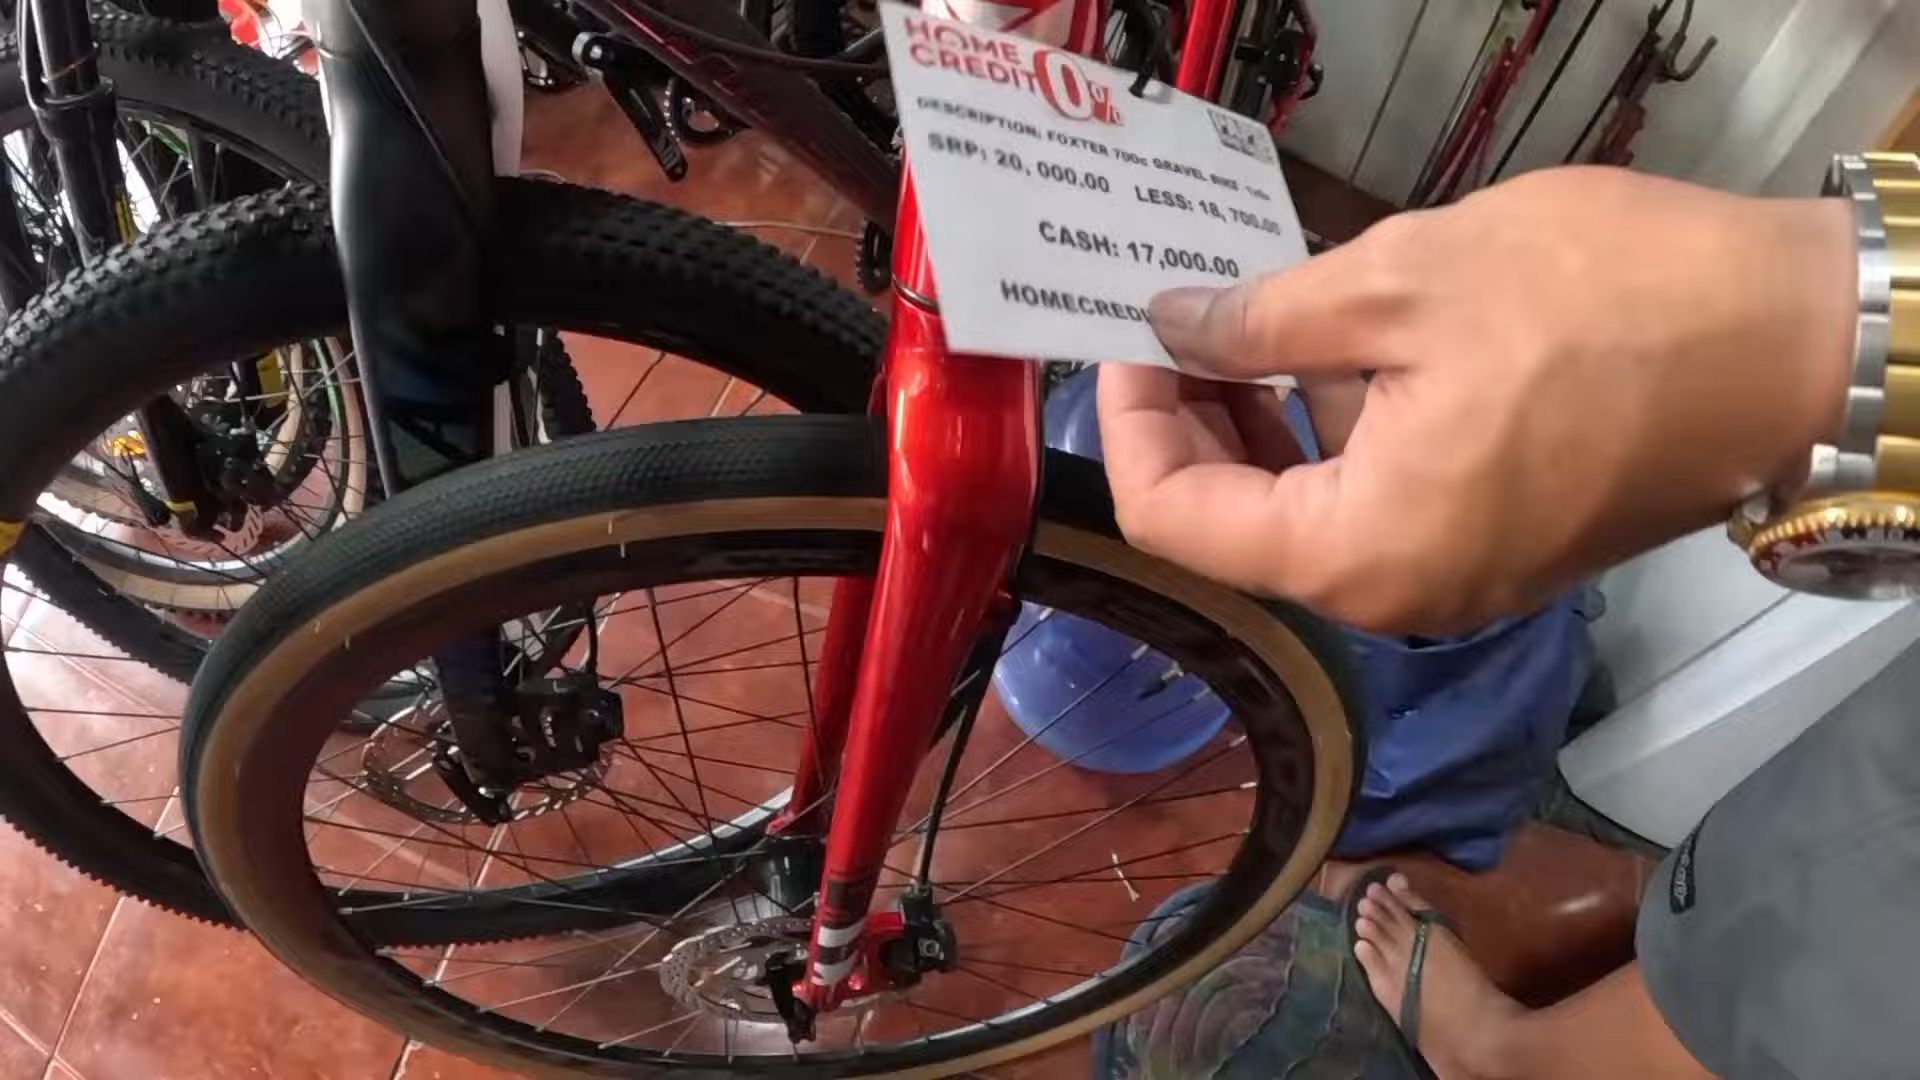 HOME
CREDIT 0%
DESCRIPTION: FOXTER 700c GRAVEL BIKE
SRP: 20, 000.00 LESS: 18, 700.00
CASH: 17,000.00
HOMECREDI